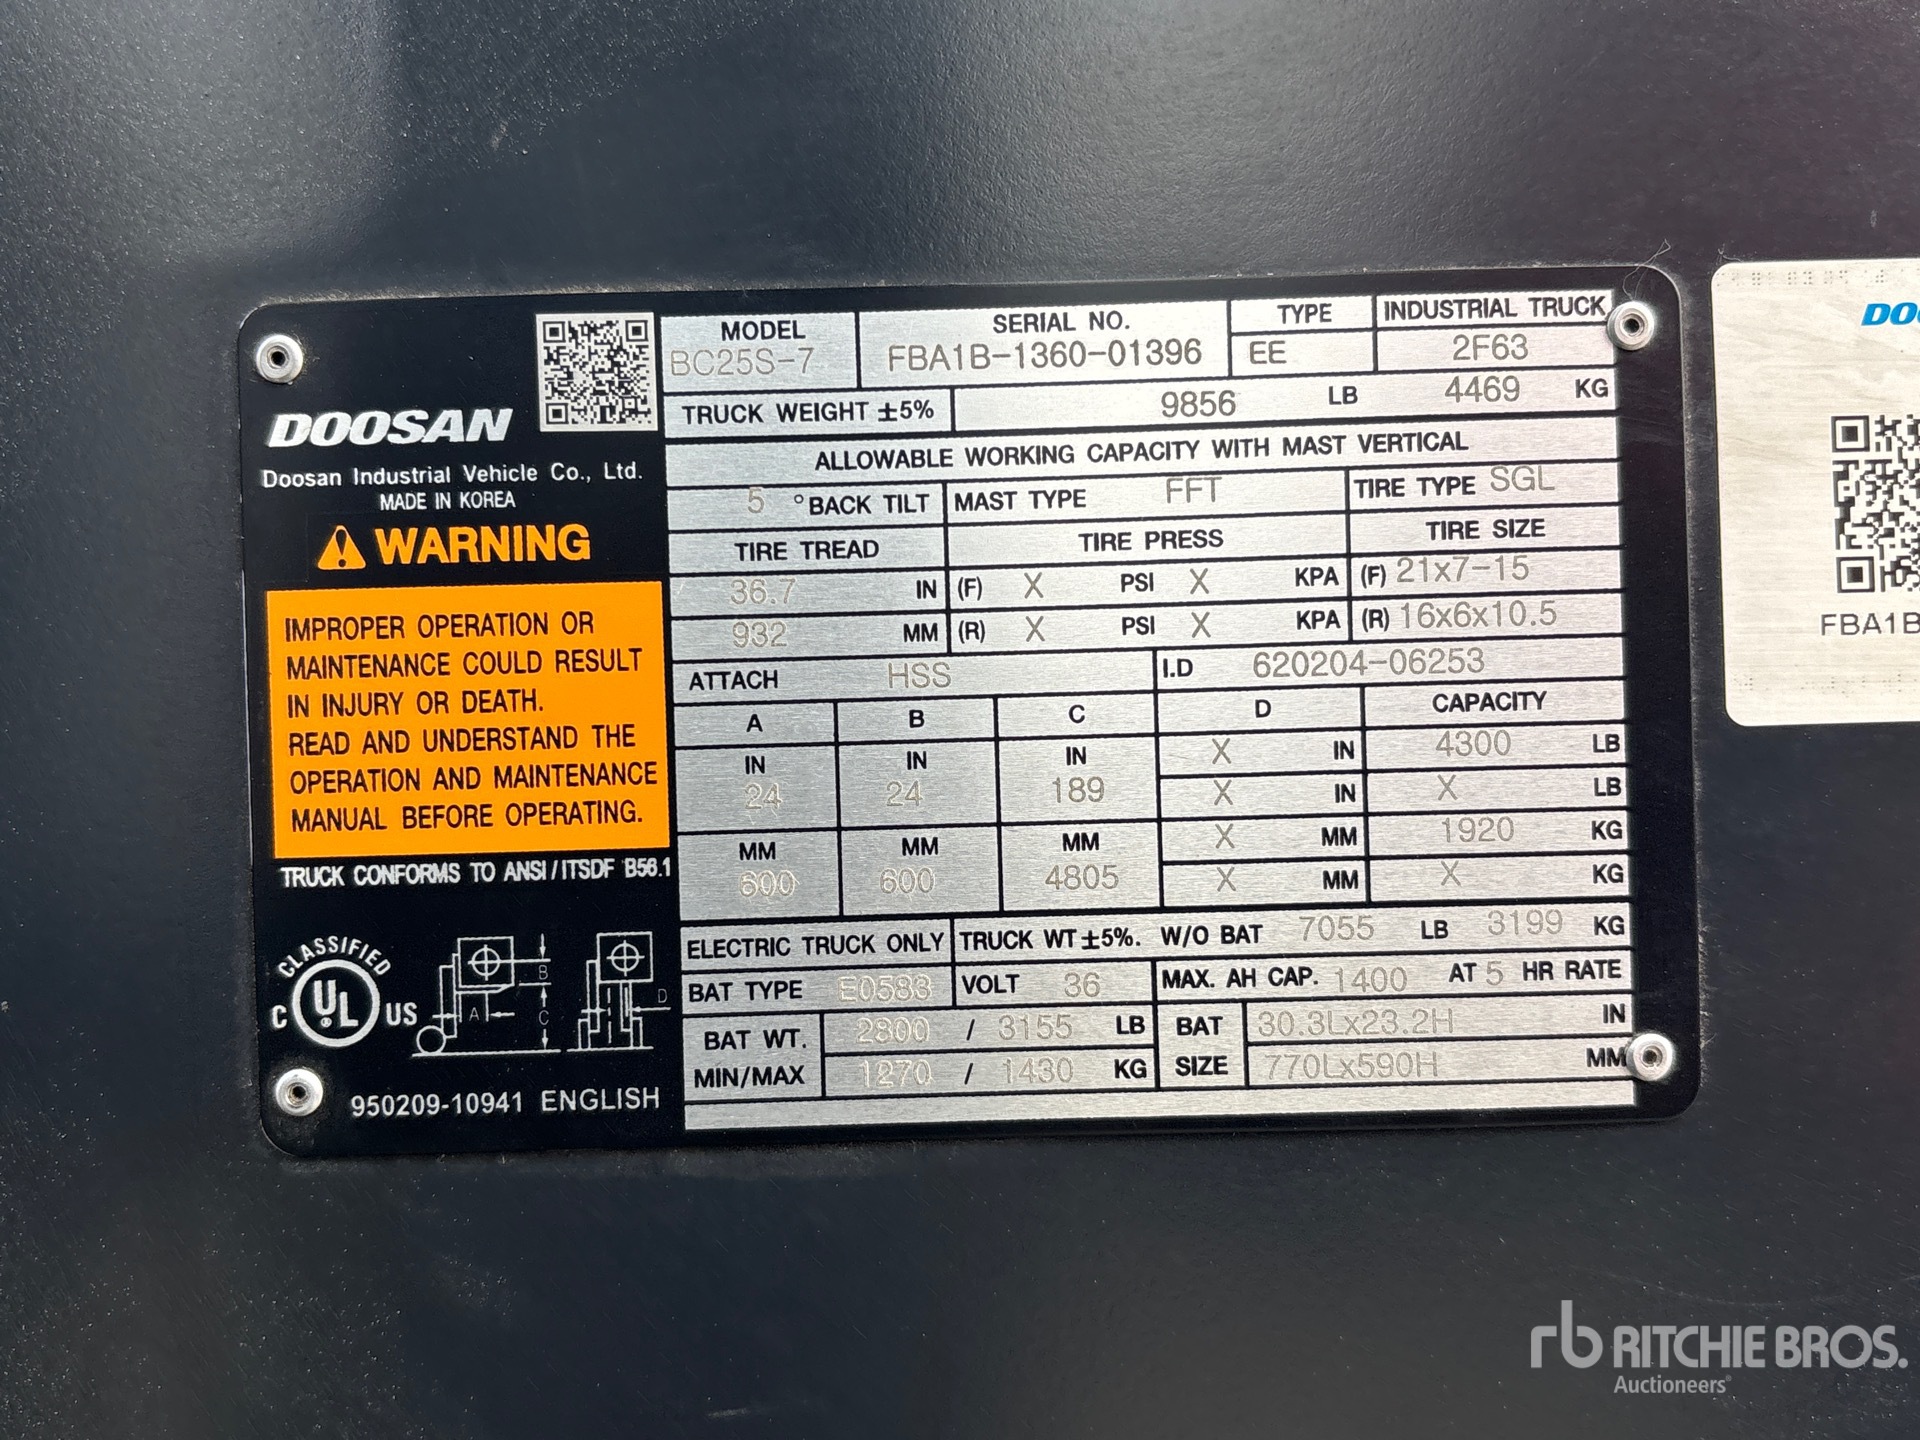 DOOSAN
Doosan Industrial Vehicle Co., Ltd.
MADE IN KOREA
WARNING
IMPROPER OPERATION OR
MAINTENANCE COULD RESULT
IN INJURY OR DEATH.
READ AND UNDERSTAND THE
OPERATION AND MAINTENANCE
MANUAL BEFORE OPERATING.
TRUCK CONFORMS TO ANSI/ITSDF B56.1
CLASSIFIED
C UL US
A B C D
950209-10941 ENGLISH
MODEL SERIAL NO. TYPE INDUSTRIAL TRUCK
BC25S-7 FBA1B-1360-01396 EE 2F63
TRUCK WEIGHT ±5% 9856 LB 4469 KG
ALLOWABLE WORKING CAPACITY WITH MAST VERTICAL
5 °BACK TILT MAST TYPE FFT TIRE TYPE SGL
TIRE TREAD TIRE PRESS TIRE SIZE
36.7 IN (F) X PSI X KPA (F) 21x7-15
932 MM (R) X PSI X KPA (R) 16x6x10.5
ATTACH HSS I.D 620204-06253
A B C D CAPACITY
IN IN IN X IN 4300 LB
24 24 189 X IN X LB
MM MM MM X MM 1920 KG
600 600 4805 X MM X KG
ELECTRIC TRUCK ONLY TRUCK WT ±5%. W/O BAT 7055 LB 3199 KG
BAT TYPE E0583 VOLT 36 MAX. AH CAP. 1400 AT 5 HR RATE
BAT WT. 2800 / 3155 LB BAT 30.3Lx23.2H IN
MIN/MAX 1270 / 1430 KG SIZE 770Lx590H MM
DOO
FBA1B
rb RITCHIE BROS.
Auctioneers